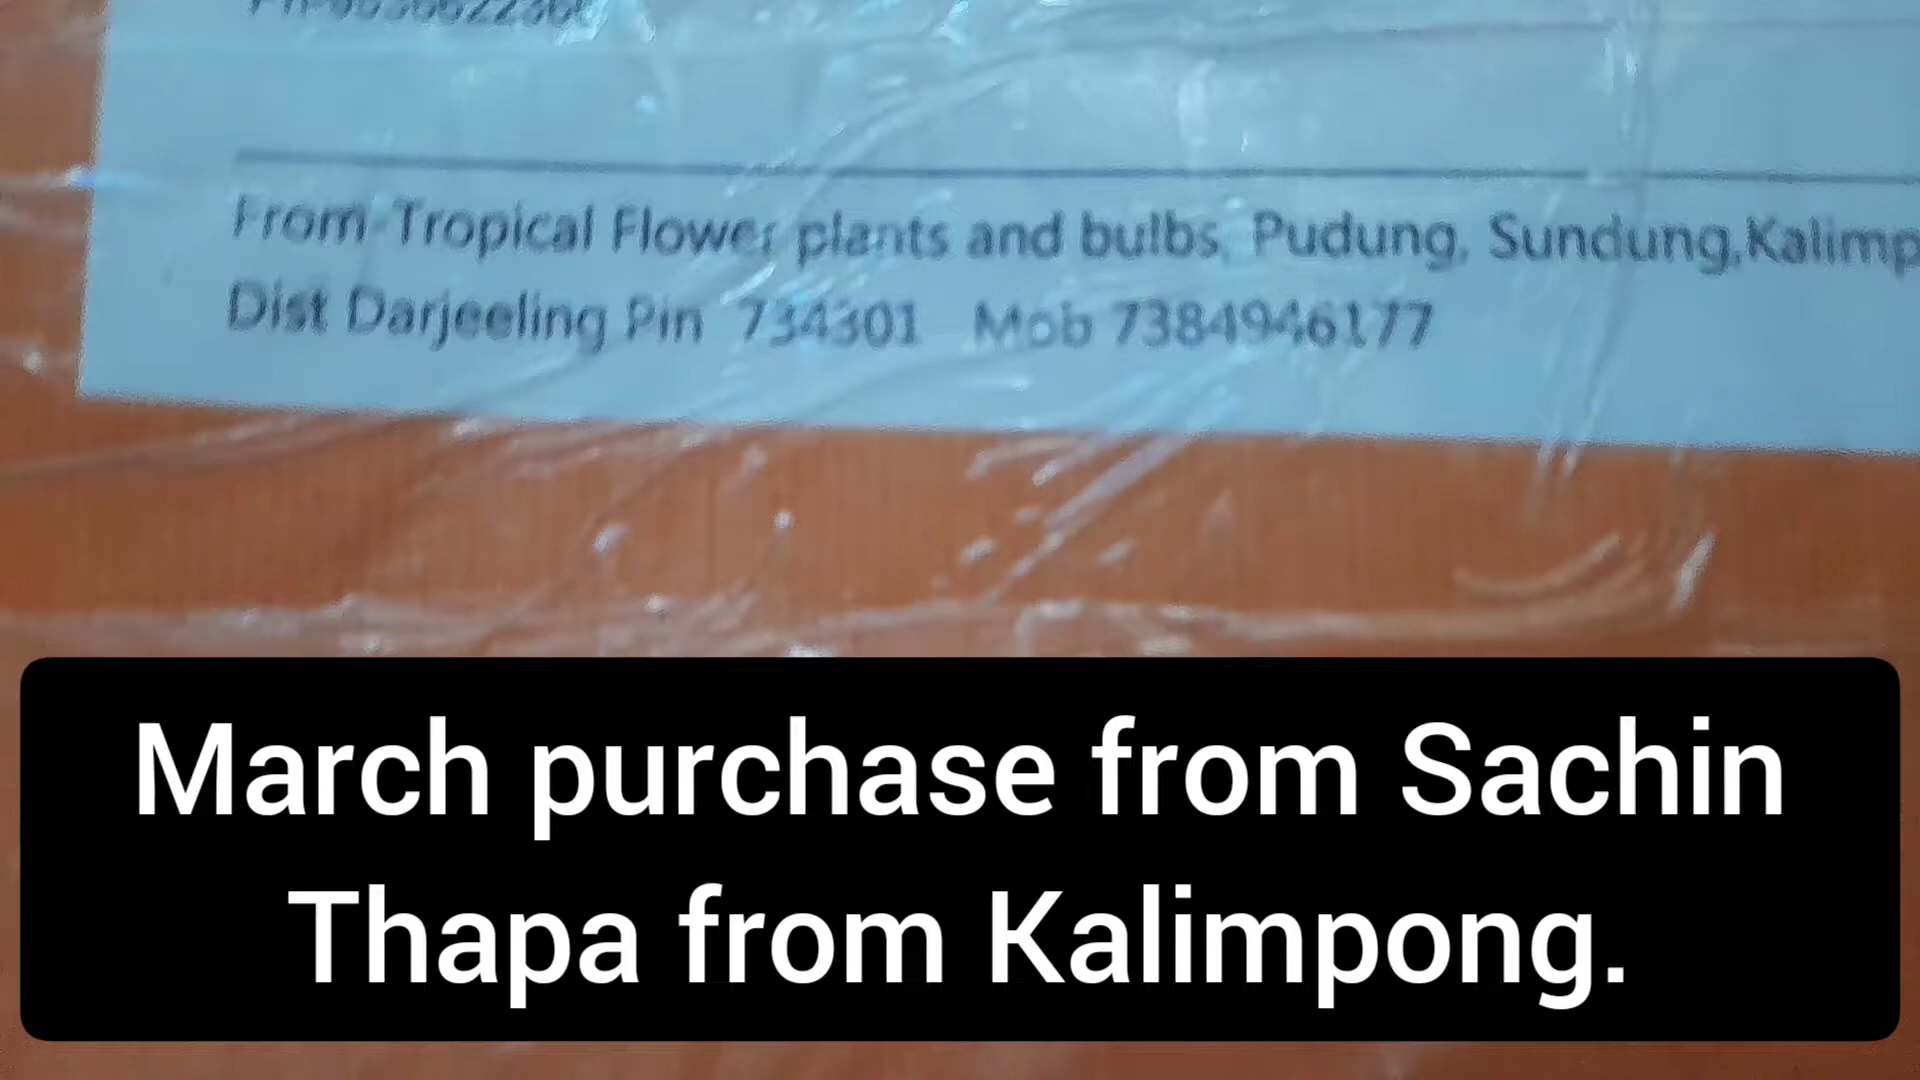 From-Tropical Flower plants and bulbs, Pudung, Sundung,Kalimp
Dist Darjeeling Pin 734301 Mob 7384946177
March purchase from Sachin
Thapa from Kalimpong.